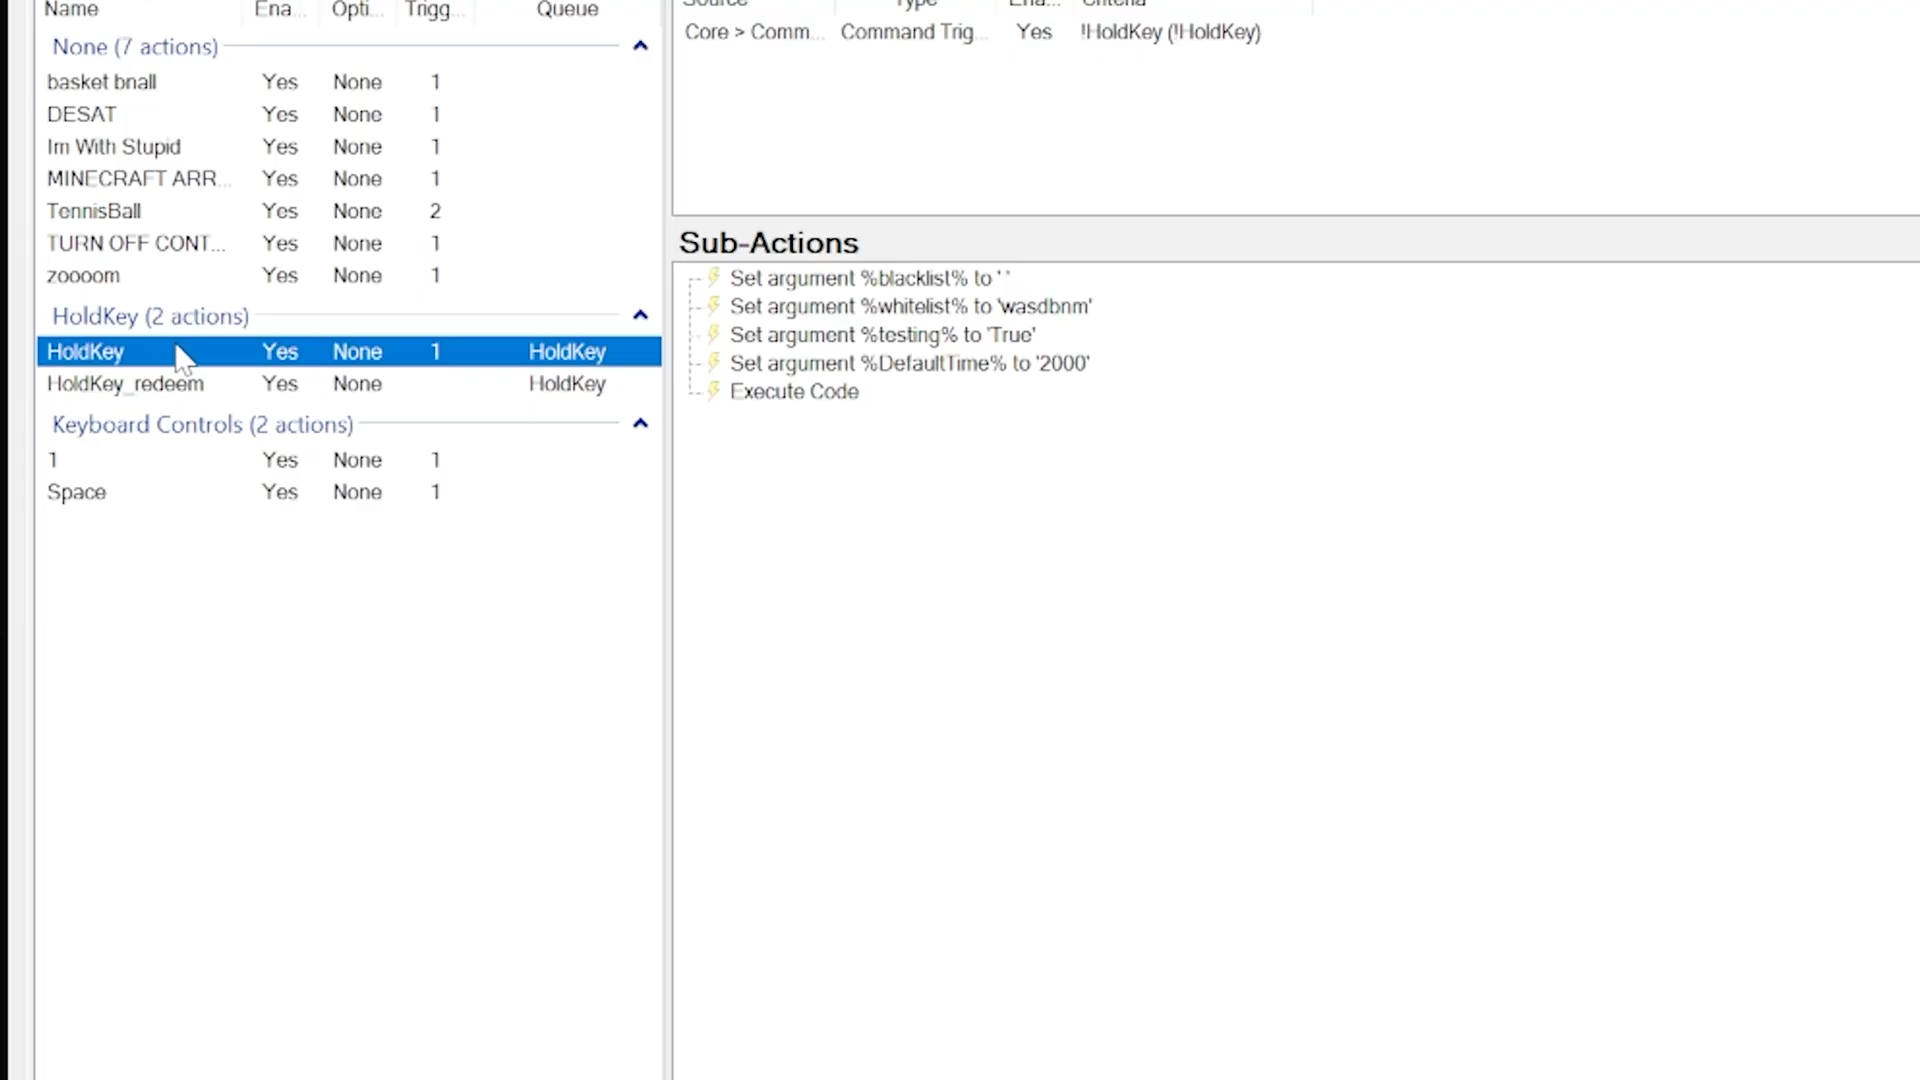 Name Ena... Opti... Trigg... Queue
None (7 actions)
basket bnall Yes None 1
DESAT Yes None 1
Im With Stupid Yes None 1
MINECRAFT ARR... Yes None 1
TennisBall Yes None 2
TURN OFF CONT... Yes None 1
zoooom Yes None 1
HoldKey (2 actions)
HoldKey Yes None 1 HoldKey
HoldKey_redeem Yes None HoldKey
Keyboard Controls (2 actions)
1 Yes None 1
Space Yes None 1
Source Type Ena... Criteria
Core > Comm... Command Trig... Yes !HoldKey (!HoldKey)
Sub-Actions
Set argument %blacklist% to ' '
Set argument %whitelist% to 'wasdbnm'
Set argument %testing% to 'True'
Set argument %DefaultTime% to '2000'
Execute Code